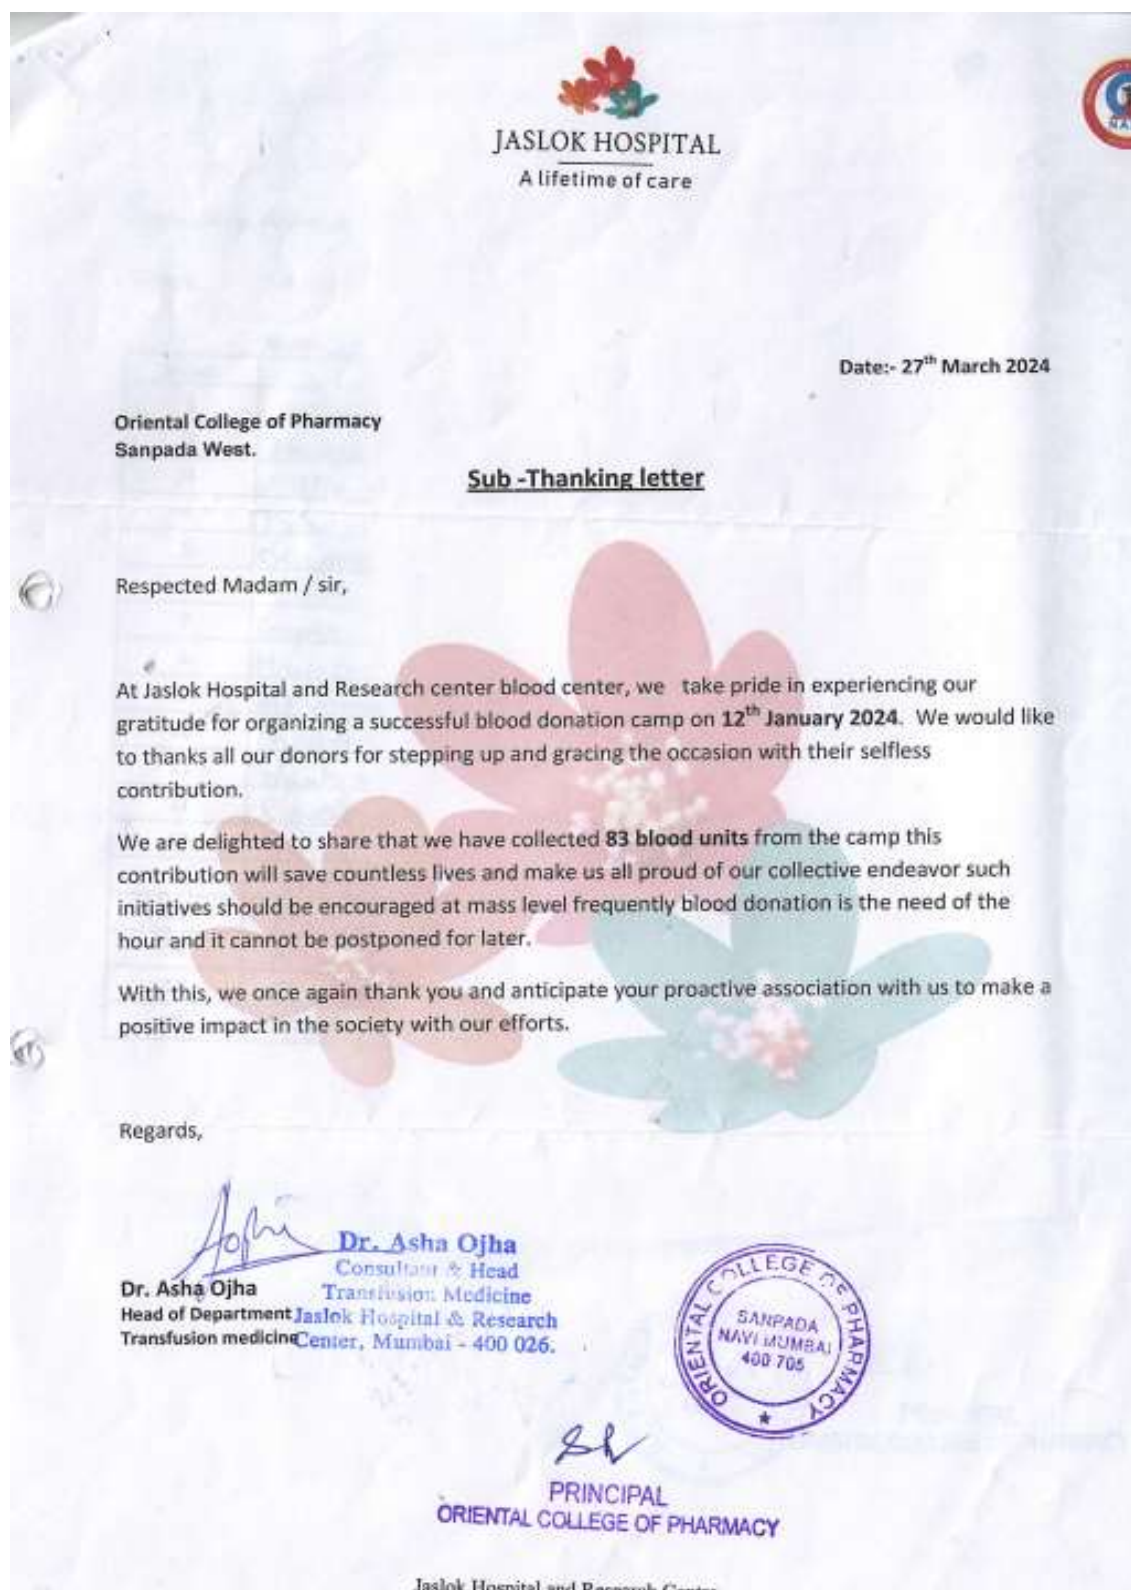 JASLOK HOSPITAL
A lifetime of care
Date:- 27th March 2024
Oriental College of Pharmacy
Sanpada West.
Sub -Thanking letter
Respected Madam / sir,
At Jaslok Hospital and Research center blood center, we take pride in experiencing our
gratitude for organizing a successful blood donation camp on 12th January 2024. We would like
to thanks all our donors for stepping up and gracing the occasion with their selfless
contribution.
We are delighted to share that we have collected 83 blood units from the camp this
contribution will save countless lives and make us all proud of our collective endeavor such
initiatives should be encouraged at mass level frequently blood donation is the need of the
hour and it cannot be postponed for later.
With this, we once again thank you and anticipate your proactive association with us to make a
positive impact in the society with our efforts.
Regards,
Dr. Asha Ojha
Consultant & Head
Transfusion Medicine
Jaslok Hospital & Research
Center, Mumbai - 400 026.
Dr. Asha Ojha
Head of Department
Transfusion medicine
ORIENTAL COLLEGE OF PHARMACY
SANPADA
NAVI MUMBAI
400 705
PRINCIPAL
ORIENTAL COLLEGE OF PHARMACY
Jaslok Hospital and Research Centre